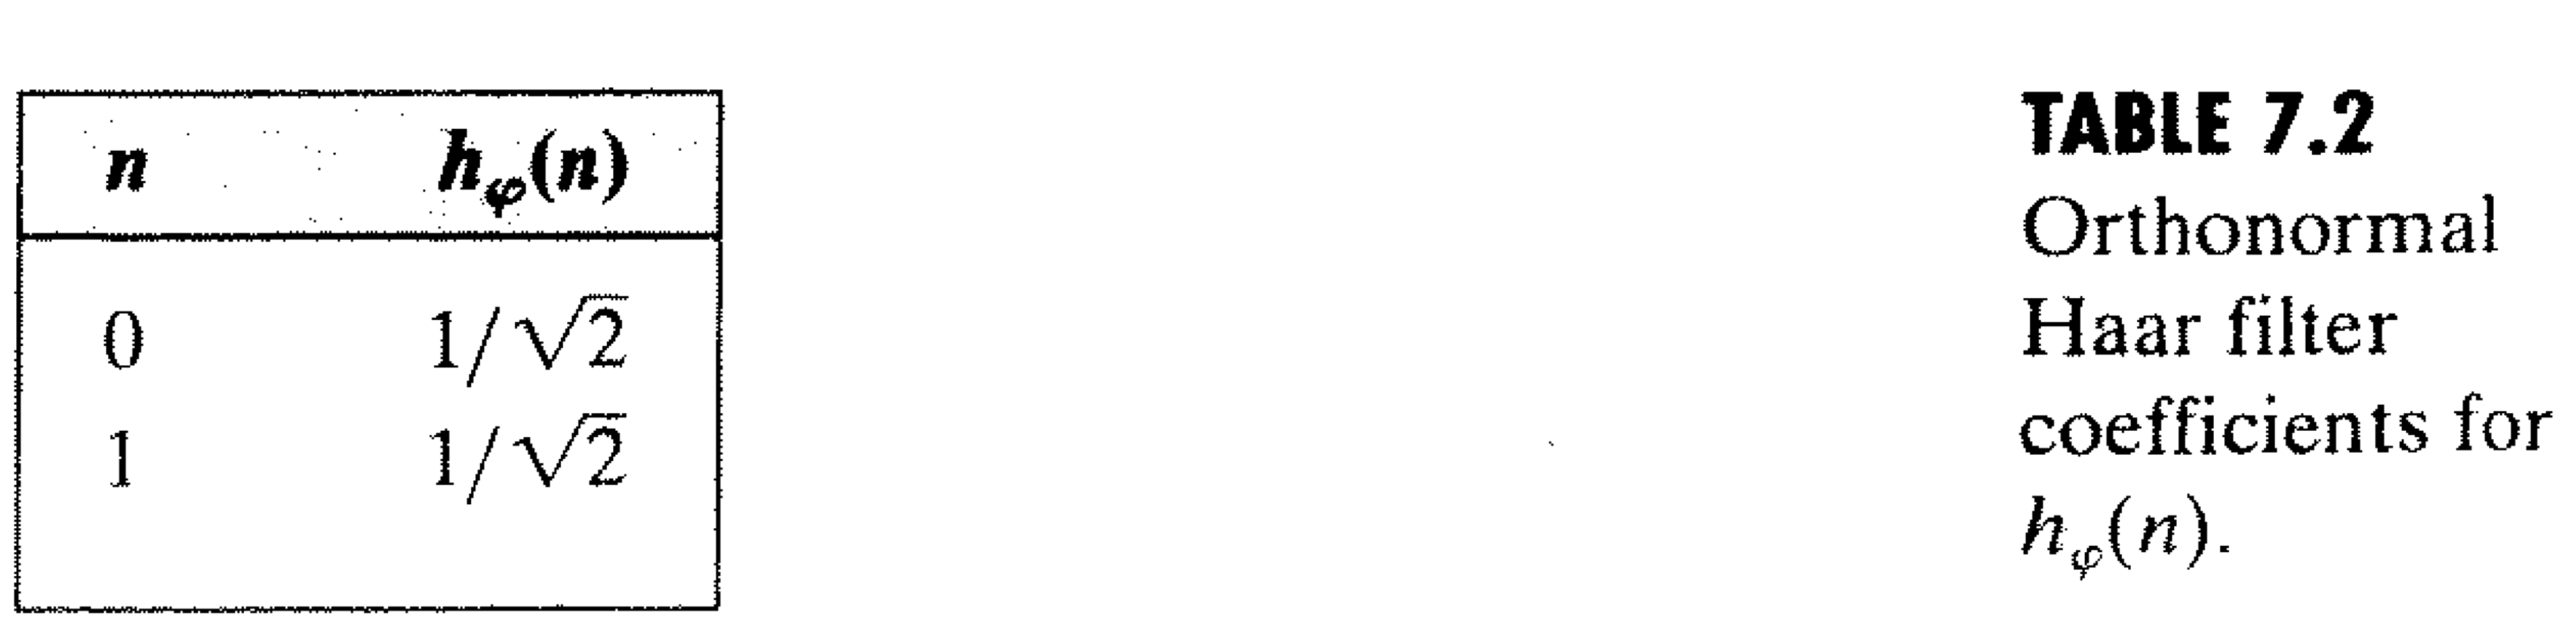 n h_φ(n)
0 1/√2
1 1/√2
TABLE 7.2
Orthonormal
Haar filter
coefficients for
h_φ(n).